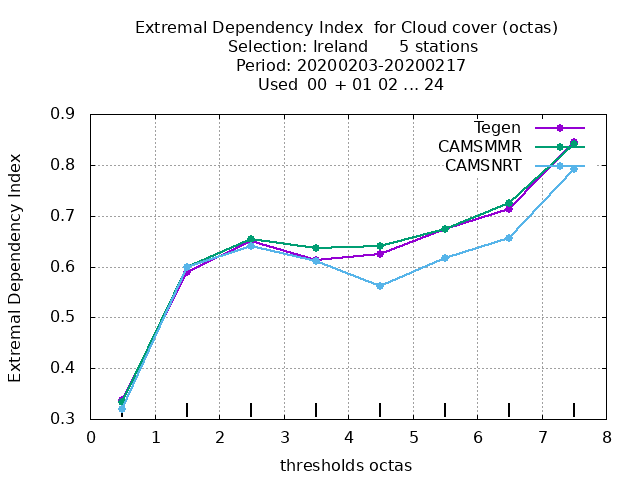 Extremal Dependency Index  for Cloud cover (octas)
Selection: Ireland      5 stations
Period: 20200203-20200217
Used  00  + 01 02 ... 24
Extremal Dependency Index
0.9
0.8
0.7
0.6
0.5
0.4
0.3
Tegen
CAMSMMR
CAMSNRT
0 1 2 3 4 5 6 7 8
thresholds octas